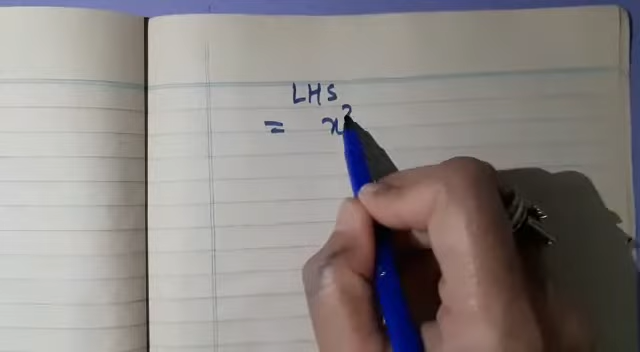 LHS
= x²